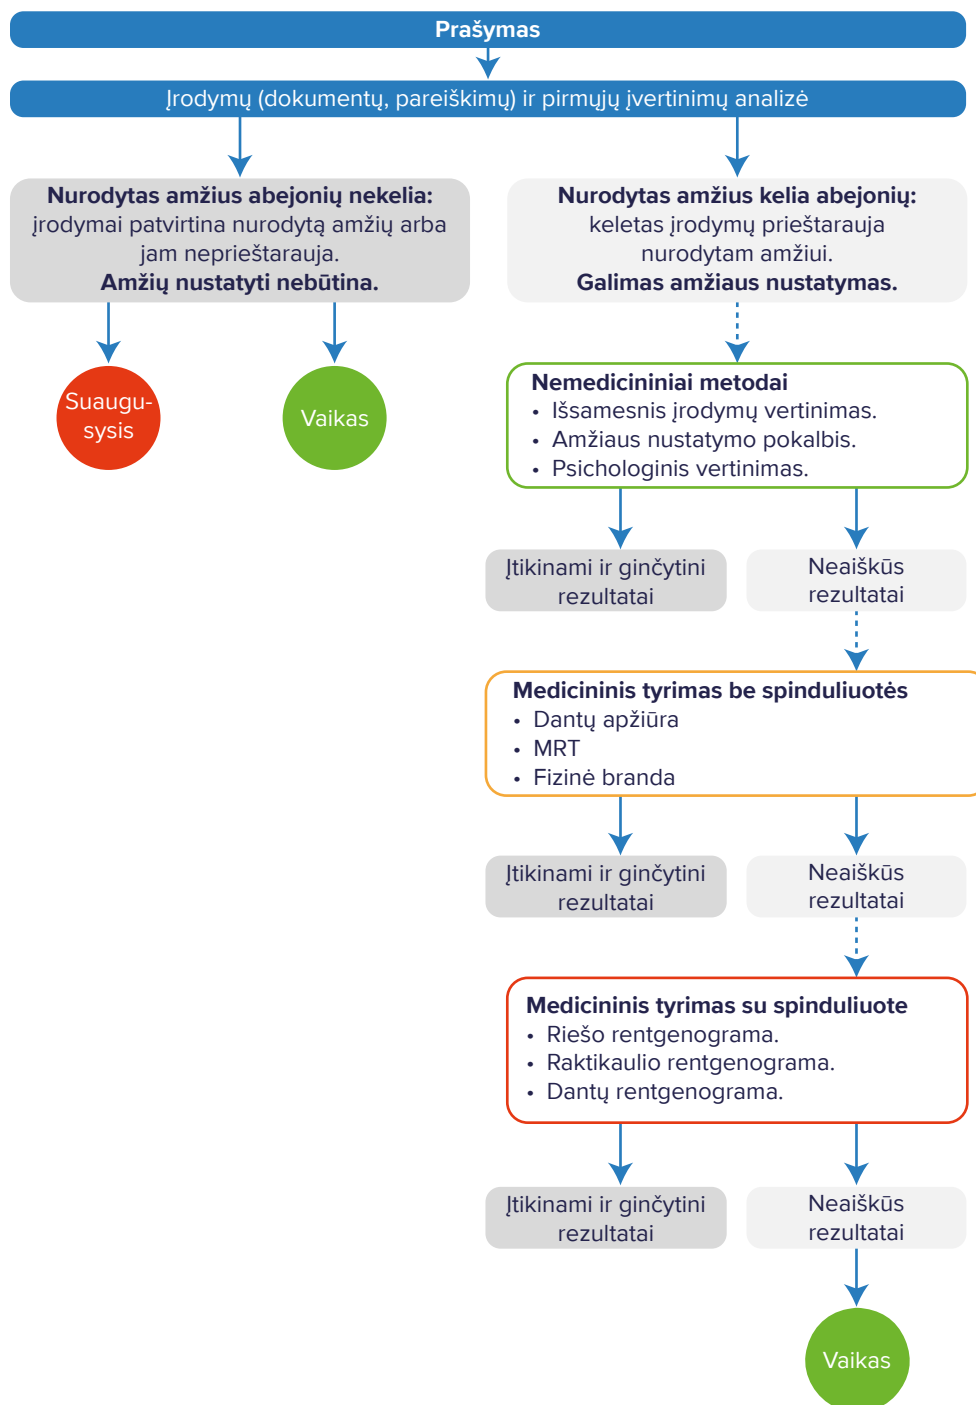 Prašymas
Įrodymų (dokumentų, pareiškimų) ir pirmųjų įvertinimų analizė
Nurodytas amžius abejonių nekelia:
įrodymai patvirtina nurodytą amžių arba
jam neprieštarauja.
Amžių nustatyti nebūtina.
Nurodytas amžius kelia abejonių:
keletas įrodymų prieštarauja
nurodytam amžiui.
Galimas amžiaus nustatymas.
Suaugu-
sysis
Vaikas
Nemedicininiai metodai
• Išsamesnis įrodymų vertinimas.
• Amžiaus nustatymo pokalbis.
• Psichologinis vertinimas.
Įtikinami ir ginčytini
rezultatai
Neaiškūs
rezultatai
Medicininis tyrimas be spinduliuotės
• Dantų apžiūra
• MRT
• Fizinė branda
Įtikinami ir ginčytini
rezultatai
Neaiškūs
rezultatai
Medicininis tyrimas su spinduliuote
• Riešo rentgenograma.
• Raktikaulio rentgenograma.
• Dantų rentgenograma.
Įtikinami ir ginčytini
rezultatai
Neaiškūs
rezultatai
Vaikas